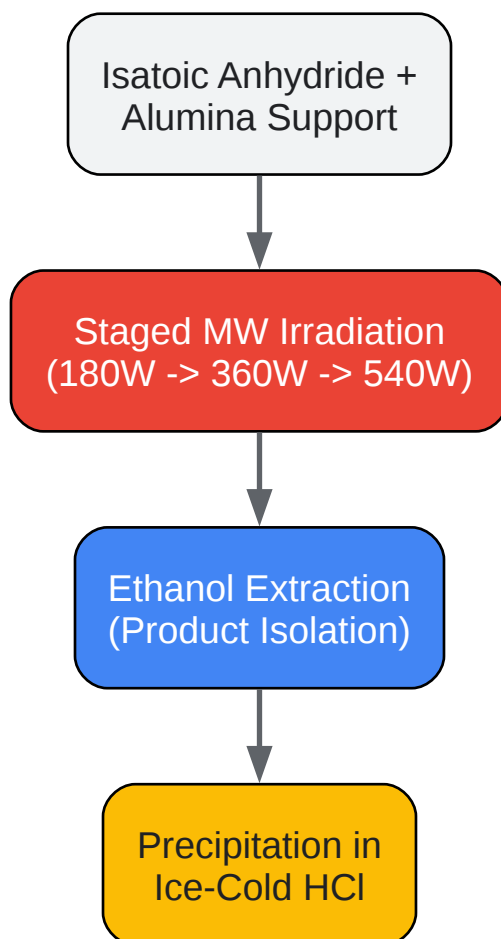 Isatoic Anhydride +
Alumina Support
Staged MW Irradiation
(180W -> 360W -> 540W)
Ethanol Extraction
(Product Isolation)
Precipitation in
Ice-Cold HCl